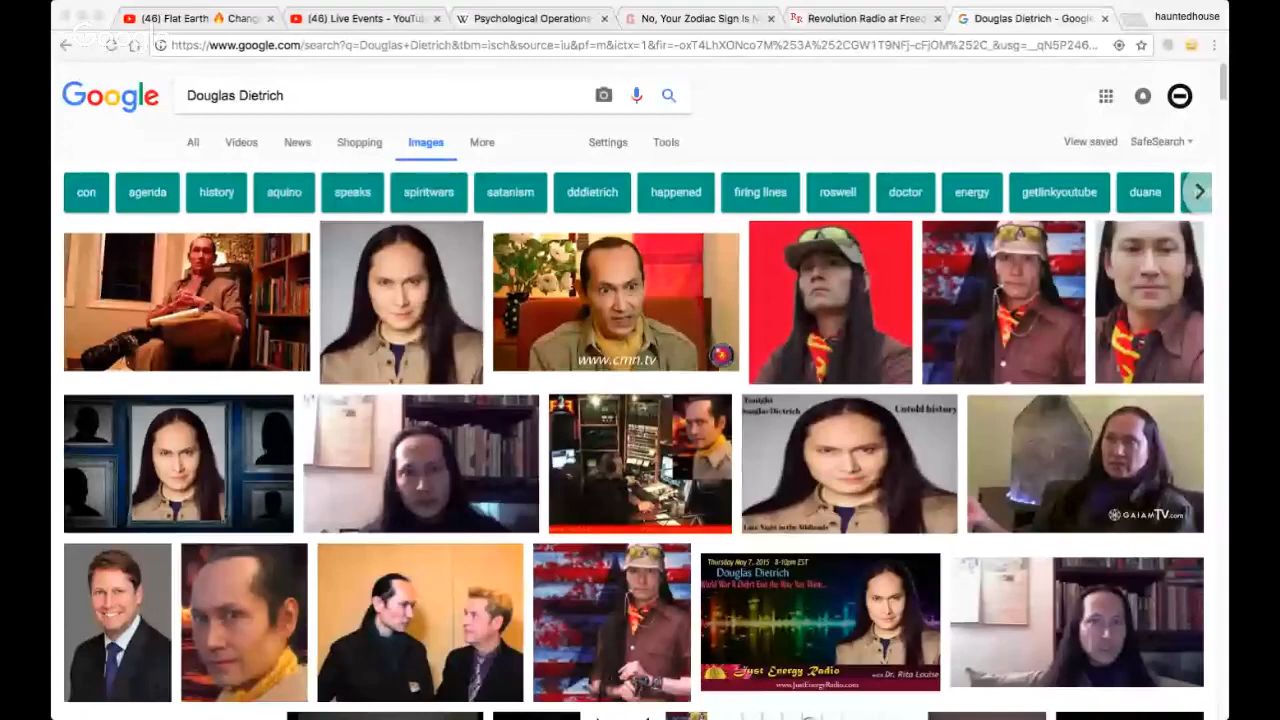 (46) Flat Earth 🔥 Chang
(46) Live Events - YouTu
Psychological Operations
No, Your Zodiac Sign Is
Revolution Radio at Free
Douglas Dietrich - Google
hauntedhouse
https://www.google.com/search?q=Douglas+Dietrich&tbm=isch&source=iu&pf=m&ictx=1&fir=-oxT4LhXONco7M%253A%252CGW1T9NFj-cFjOM%252C_&usg=__qN5P246...
Google
Douglas Dietrich
All Videos News Shopping Images More Settings Tools View saved SafeSearch
con agenda history aquino speaks spiritwars satanism dddietrich happened firing lines roswell doctor energy getlinkyoutube duane
www.cmn.tv
Tonight
Douglas Dietrich
Untold history
Late Night in the Midlands
GAIAMTV.com
Thursday May 7, 2015 8-10pm EST
Douglas Dietrich
World War II Didn't End the Way You Think...
Just Energy Radio
with Dr. Rita Louise
www.JustEnergyRadio.com